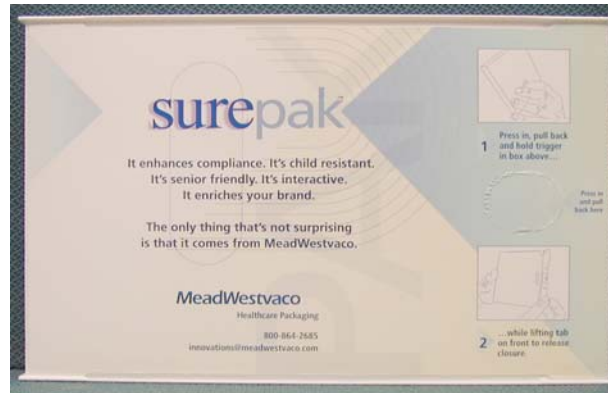 surepak
It enhances compliance. It's child resistant.
It's senior friendly. It's interactive.
It enriches your brand.
The only thing that's not surprising
is that it comes from MeadWestvaco.
MeadWestvaco
Healthcare Packaging
800-864-2685
innovations@meadwestvaco.com
1 Press in, pull back
and hold trigger
in box above...
Press in
and pull
back here
2 ...while lifting tab
on front to release
closure.